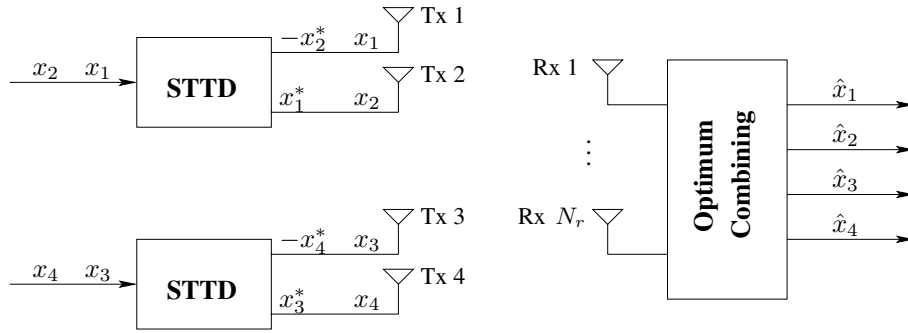 x₂ x₁
STTD
−x₂* x₁
Tx 1
x₁* x₂
Tx 2
x₄ x₃
STTD
−x₄* x₃
Tx 3
x₃* x₄
Tx 4
Rx 1
⋮
Rx Nᵣ
Optimum
Combining
x̂₁
x̂₂
x̂₃
x̂₄